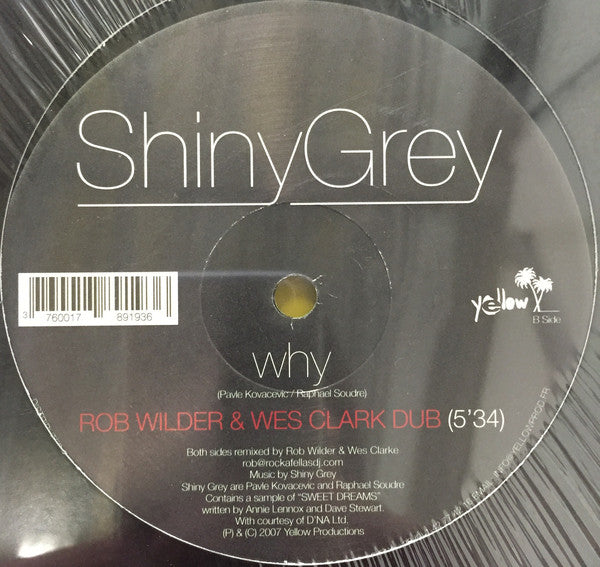 ShinyGrey
3 760017 891936
yellow
B Side
why
(Pavle Kovacevic / Raphael Soudre)
ROB WILDER & WES CLARK DUB (5'34)
Both sides remixed by Rob Wilder & Wes Clarke
rob@rockafellasdj.com
Music by Shiny Grey
Shiny Grey are Pavle Kovacevic and Raphael Soudre
Contains a sample of "SWEET DREAMS"
written by Annie Lennox and Dave Stewart.
With courtesy of D'NA Ltd.
(P) & (C) 2007 Yellow Productions